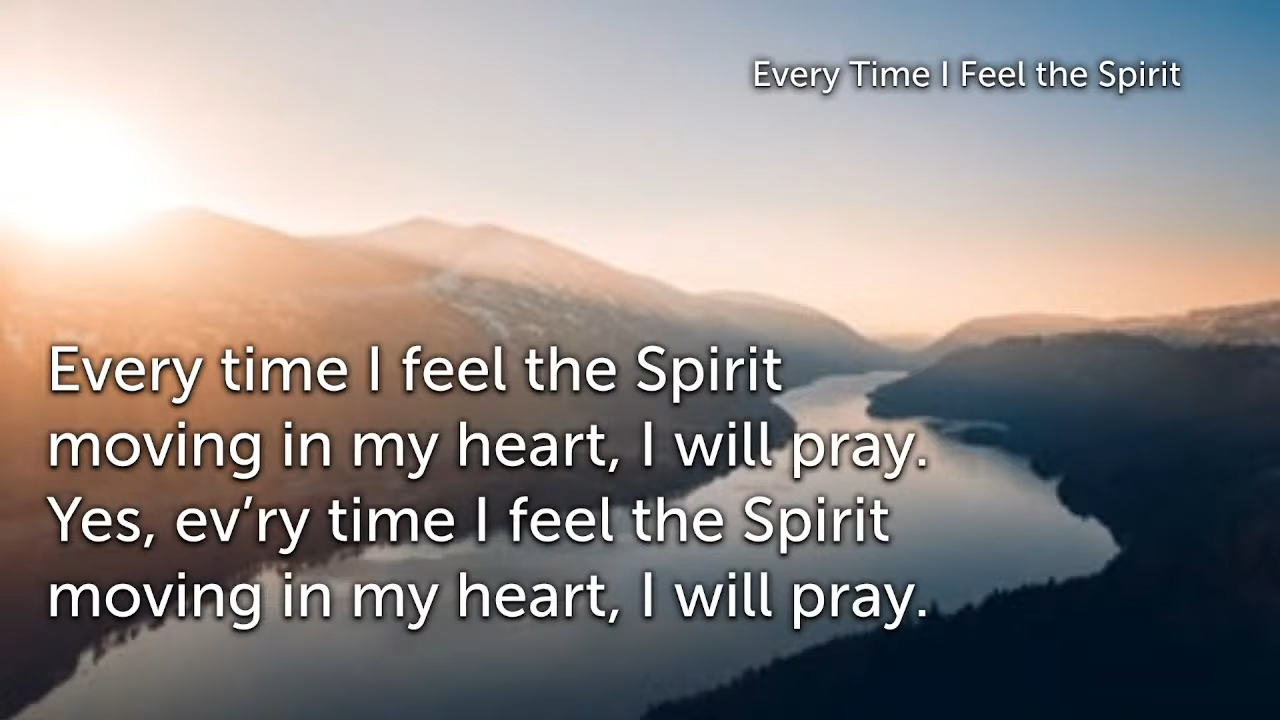 Every Time I Feel the Spirit
Every time I feel the Spirit
moving in my heart, I will pray.
Yes, ev’ry time I feel the Spirit
moving in my heart, I will pray.